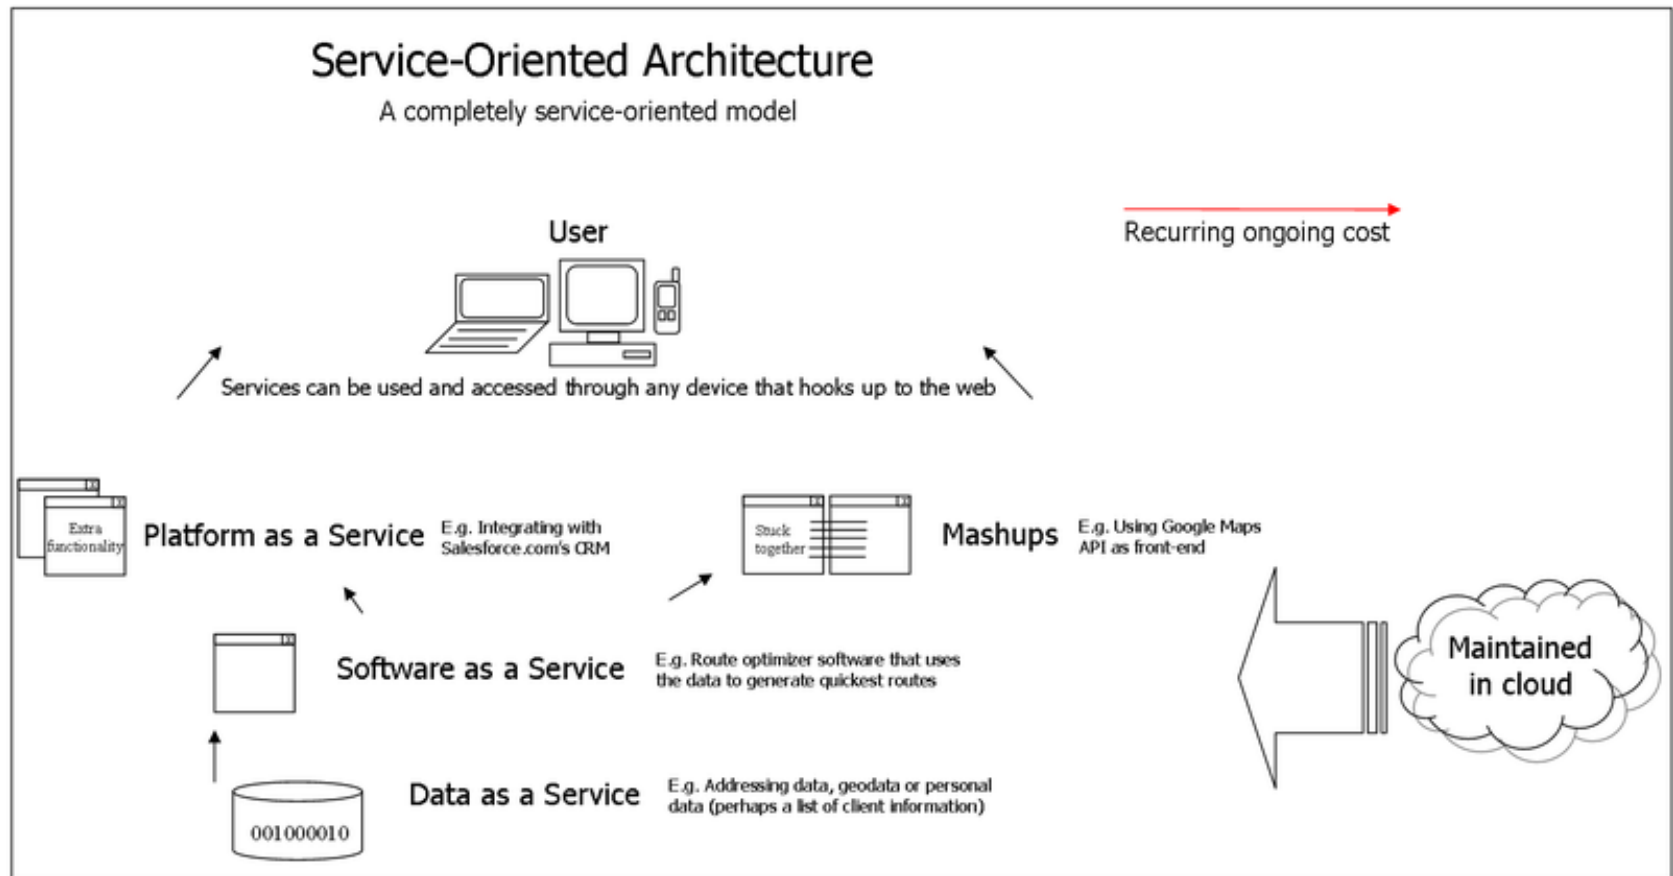 Service-Oriented Architecture
A completely service-oriented model
User
Recurring ongoing cost
Services can be used and accessed through any device that hooks up to the web
Extra
functionality
Platform as a Service
E.g. Integrating with
Salesforce.com's CRM
Stuck
together
Mashups
E.g. Using Google Maps
API as front-end
Software as a Service
E.g. Route optimizer software that uses
the data to generate quickest routes
Maintained
in cloud
001000010
Data as a Service
E.g. Addressing data, geodata or personal
data (perhaps a list of client information)